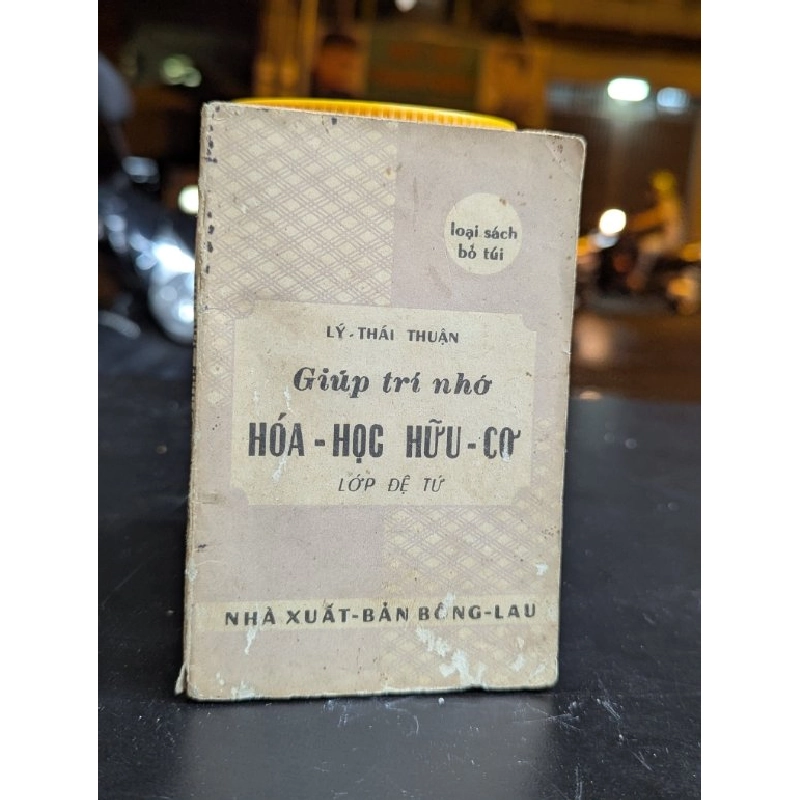 loại sách
bỏ túi
LÝ-THÁI THUẬN
Giúp trí nhớ
HÓA-HỌC HỮU-CƠ
LỚP ĐỆ TỨ
NHÀ XUẤT-BẢN BÔNG-LAU